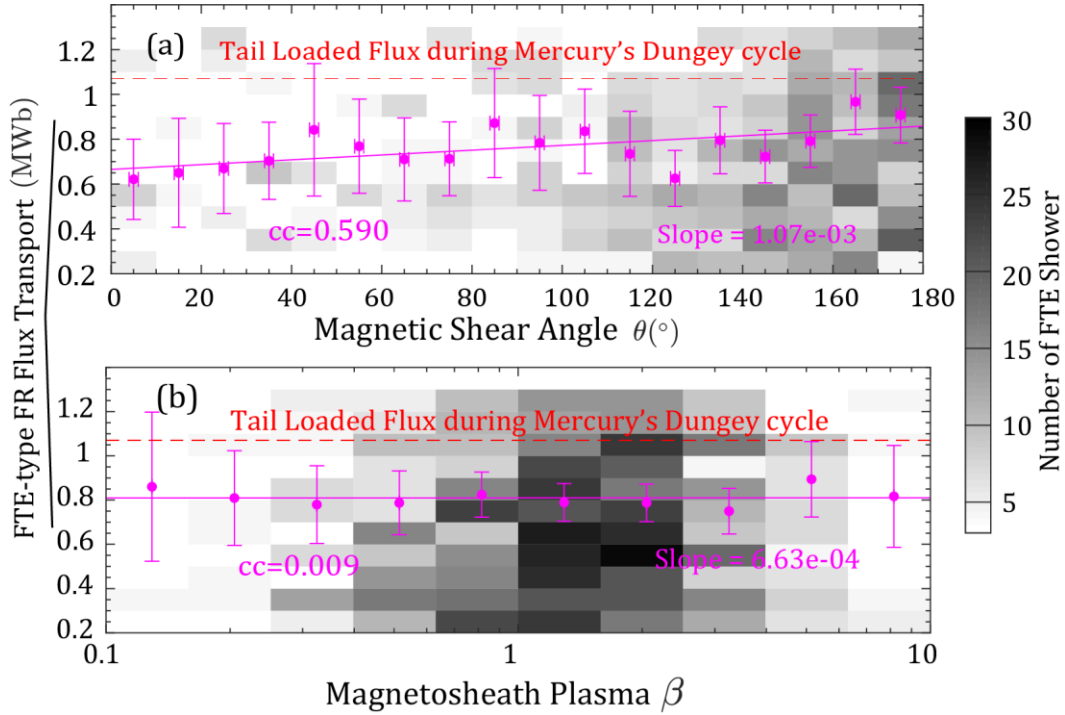 FTE-type FR Flux Transport (MWb)
(a)
Tail Loaded Flux during Mercury's Dungey cycle
1.2
1
0.8
0.6
0.4
0.2
cc=0.590
Slope = 1.07e-03
0 20 40 60 80 100 120 140 160 180
Magnetic Shear Angle θ(°)
(b)
Tail Loaded Flux during Mercury's Dungey cycle
1.2
1
0.8
0.6
0.4
0.2
cc=0.009
Slope = 6.63e-04
0.1 1 10
Magnetosheath Plasma β
30
25
20
15
10
5
Number of FTE Shower